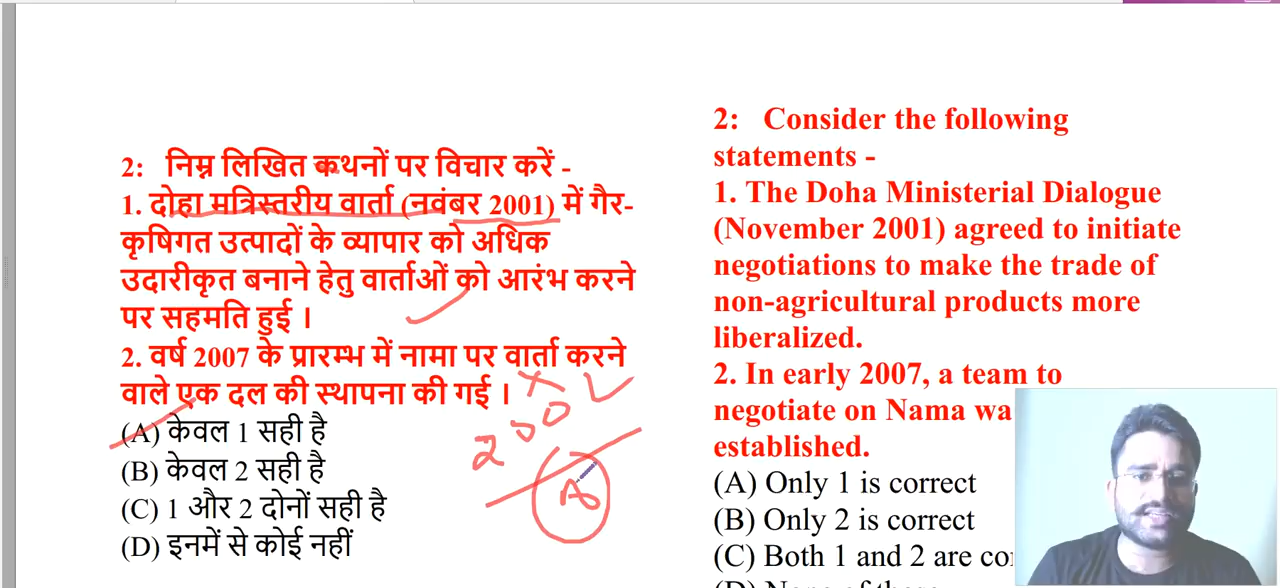 2: निम्न लिखित कथनों पर विचार करें -
1. दोहा मत्रिस्तरीय वार्ता (नवंबर 2001) में गैर-
कृषिगत उत्पादों के व्यापार को अधिक
उदारीकृत बनाने हेतु वार्ताओं को आरंभ करने
पर सहमति हुई ।
2. वर्ष 2007 के प्रारम्भ में नामा पर वार्ता करने
वाले एक दल की स्थापना की गई ।
(A) केवल 1 सही है
(B) केवल 2 सही है
(C) 1 और 2 दोनों सही है
(D) इनमें से कोई नहीं
2002
A
2: Consider the following
statements -
1. The Doha Ministerial Dialogue
(November 2001) agreed to initiate
negotiations to make the trade of
non-agricultural products more
liberalized.
2. In early 2007, a team to
negotiate on Nama wa
established.
(A) Only 1 is correct
(B) Only 2 is correct
(C) Both 1 and 2 are co
(D) None of these